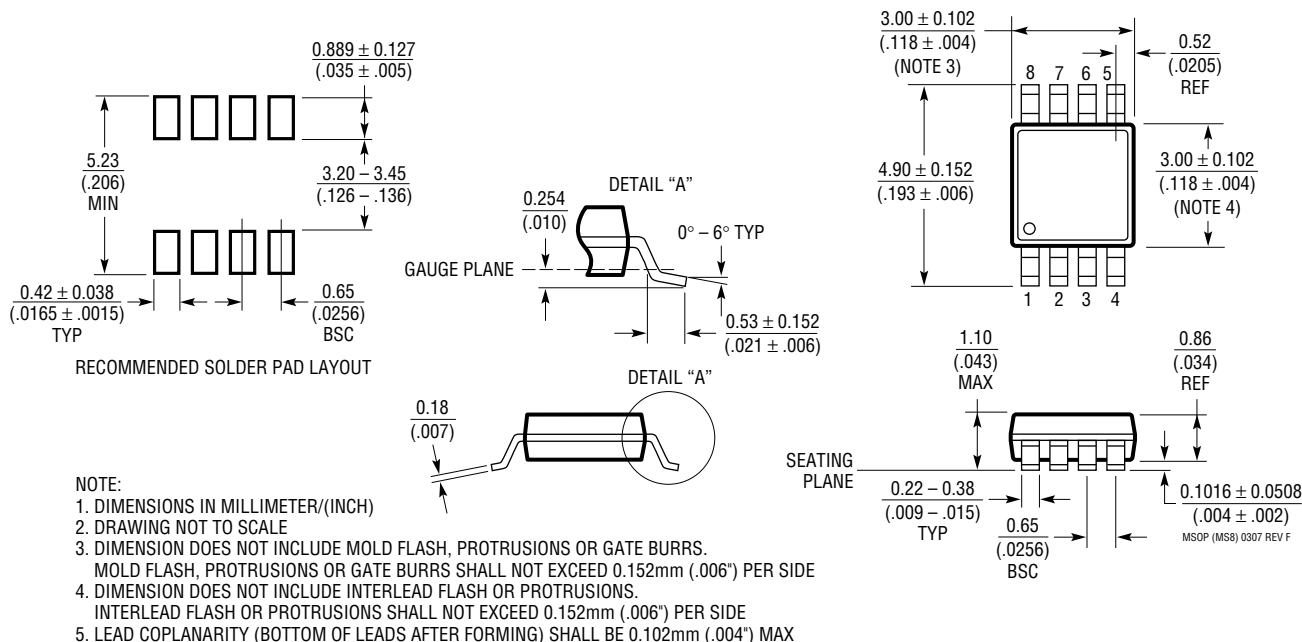 0.889 ± 0.127
(.035 ± .005)
5.23
(.206)
MIN
3.20 – 3.45
(.126 – .136)
0.42 ± 0.038
(.0165 ± .0015)
TYP
0.65
(.0256)
BSC
RECOMMENDED SOLDER PAD LAYOUT
DETAIL “A”
0.254
(.010)
0° – 6° TYP
GAUGE PLANE
0.53 ± 0.152
(.021 ± .006)
DETAIL “A”
0.18
(.007)
3.00 ± 0.102
(.118 ± .004)
(NOTE 3)
0.52
(.0205)
REF
8 7 6 5
4.90 ± 0.152
(.193 ± .006)
3.00 ± 0.102
(.118 ± .004)
(NOTE 4)
1 2 3 4
1.10
(.043)
MAX
0.86
(.034)
REF
SEATING
PLANE
0.22 – 0.38
(.009 – .015)
TYP
0.65
(.0256)
BSC
0.1016 ± 0.0508
(.004 ± .002)
MSOP (MS8) 0307 REV F
NOTE:
1. DIMENSIONS IN MILLIMETER/(INCH)
2. DRAWING NOT TO SCALE
3. DIMENSION DOES NOT INCLUDE MOLD FLASH, PROTRUSIONS OR GATE BURRS.
MOLD FLASH, PROTRUSIONS OR GATE BURRS SHALL NOT EXCEED 0.152mm (.006") PER SIDE
4. DIMENSION DOES NOT INCLUDE INTERLEAD FLASH OR PROTRUSIONS.
INTERLEAD FLASH OR PROTRUSIONS SHALL NOT EXCEED 0.152mm (.006") PER SIDE
5. LEAD COPLANARITY (BOTTOM OF LEADS AFTER FORMING) SHALL BE 0.102mm (.004") MAX